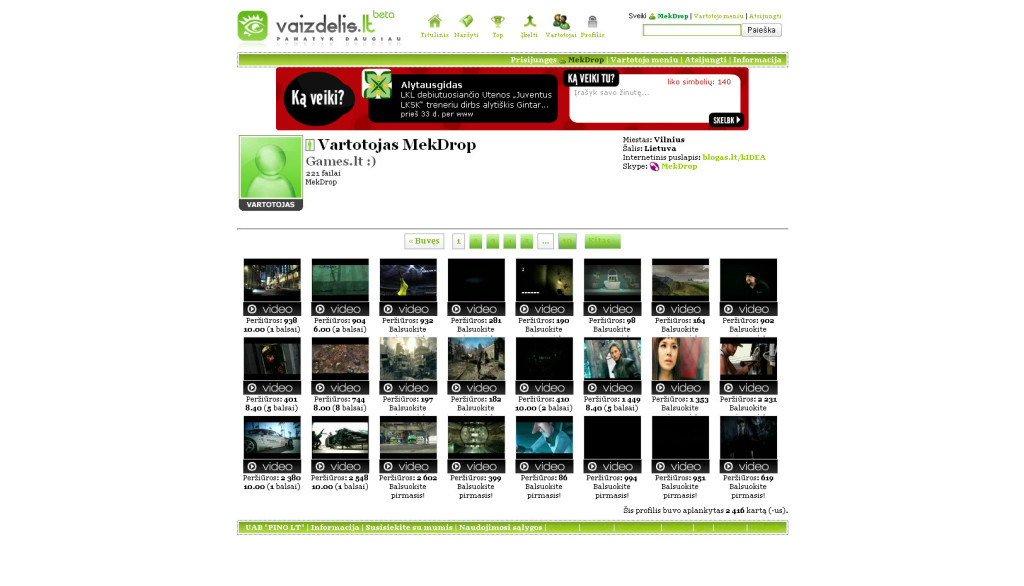 vaizdelis.lt beta
PAMATYK DAUGIAU
Titulinis Naršyti Top Įkelti Vartotojai Profilis
Sveiki MekDrop | Vartotojo meniu | Atsijungti
Paieška
Prisijungęs MekDrop | Vartotojo meniu | Atsijungti | Informacija
Ką veiki?
Alytausgidas
LKL debiutuosiančio Utenos „Juventus
LKSK“ treneriu dirbs alytiškis Gintar...
prieš 33 d. per www
KĄ VEIKI TU?
liko simbolių: 140
Įrašyk savo žinutę...
SKELBK
Vartotojas MekDrop
Games.lt :)
221 failai
MekDrop
VARTOTOJAS
Miestas: Vilnius
Šalis: Lietuva
Internetinis puslapis: blogas.lt/kIDEA
Skype: MekDrop
« Buvęs 1 ...
video video video video video video video video
Peržiūros: 938 Peržiūros: 904 Peržiūros: 932 Peržiūros: 281 Peržiūros: 190 Peržiūros: 98 Peržiūros: 164 Peržiūros: 902
10.00 (1 balsai) 6.00 (2 balsai) Balsuokite Balsuokite Balsuokite Balsuokite Balsuokite Balsuokite
video video video video video video video video
Peržiūros: 401 Peržiūros: 744 Peržiūros: 197 Peržiūros: 182 Peržiūros: 410 Peržiūros: 1 449 Peržiūros: 1 353 Peržiūros: 2 231
8.40 (5 balsai) 8.00 (8 balsai) Balsuokite Balsuokite 10.00 (2 balsai) 8.40 (5 balsai) Balsuokite Balsuokite
video video video video video video video video
Peržiūros: 2 380 Peržiūros: 2 548 Peržiūros: 2 602 Peržiūros: 399 Peržiūros: 86 Peržiūros: 994 Peržiūros: 951 Peržiūros: 619
10.00 (1 balsai) 10.00 (1 balsai) Balsuokite Balsuokite Balsuokite Balsuokite Balsuokite Balsuokite
pirmasis! pirmasis! pirmasis! pirmasis! pirmasis! pirmasis!
Šis profilis buvo aplankytas 2 416 kartą (-us).
UAB "PINO LT" | Informacija | Susisiekite su mumis | Naudojimosi sąlygos |